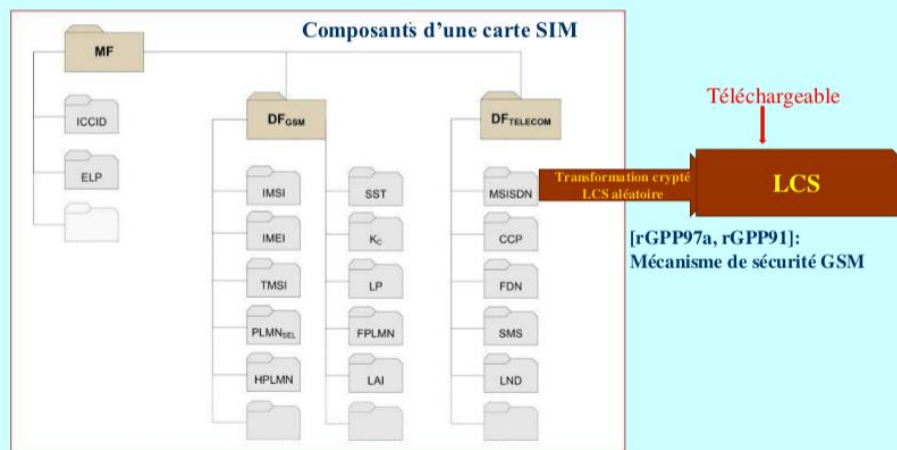 Composants d'une carte SIM
MF
ICCID
ELP
DFGSM
IMSI
IMEI
TMSI
PLMNSEL
HPLMN
SST
KC
LP
FPLMN
LAI
DFTELECOM
MSISDN
CCP
FDN
SMS
LND
Transformation crypté
LCS aléatoire
Téléchargeable
LCS
[rGPP97a, rGPP91]:
Mécanisme de sécurité GSM